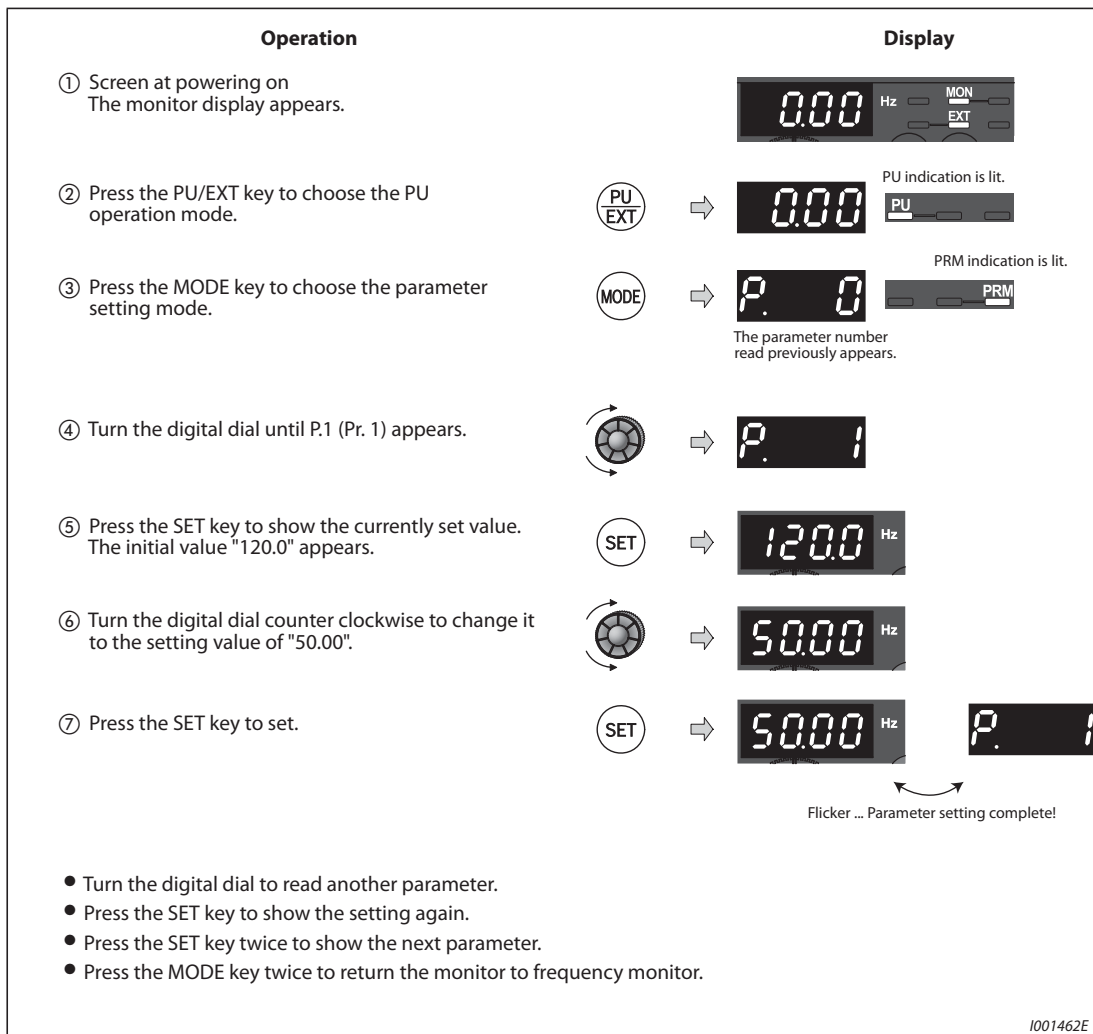 Operation
Display
① Screen at powering on
The monitor display appears.
0.00 Hz MON
EXT
② Press the PU/EXT key to choose the PU
operation mode.
PU
EXT
0.00
PU indication is lit.
PU
③ Press the MODE key to choose the parameter
setting mode.
MODE
P. 0
PRM indication is lit.
PRM
The parameter number
read previously appears.
④ Turn the digital dial until P.1 (Pr. 1) appears.
P. 1
⑤ Press the SET key to show the currently set value.
The initial value "120.0" appears.
SET
120.0 Hz
⑥ Turn the digital dial counter clockwise to change it
to the setting value of "50.00".
50.00 Hz
⑦ Press the SET key to set.
SET
50.00 Hz
P. 1
Flicker ... Parameter setting complete!
• Turn the digital dial to read another parameter.
• Press the SET key to show the setting again.
• Press the SET key twice to show the next parameter.
• Press the MODE key twice to return the monitor to frequency monitor.
I001462E